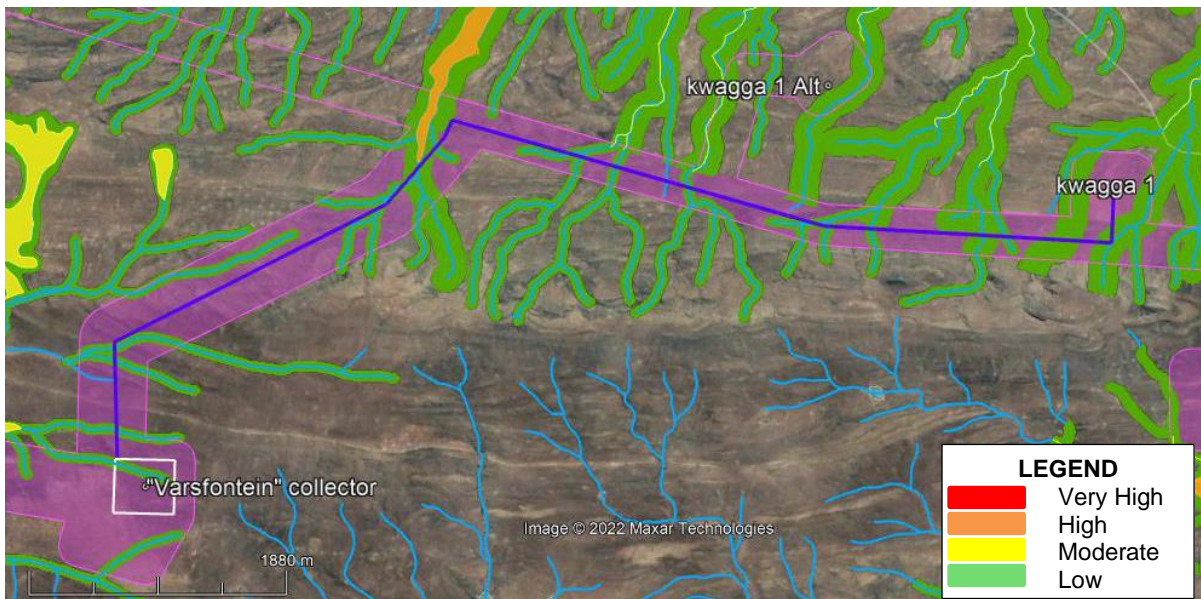 kwagga 1 Alt
kwagga 1
"Varsfontein" collector
Image © 2022 Maxar Technologies
1880 m
LEGEND
Very High
High
Moderate
Low